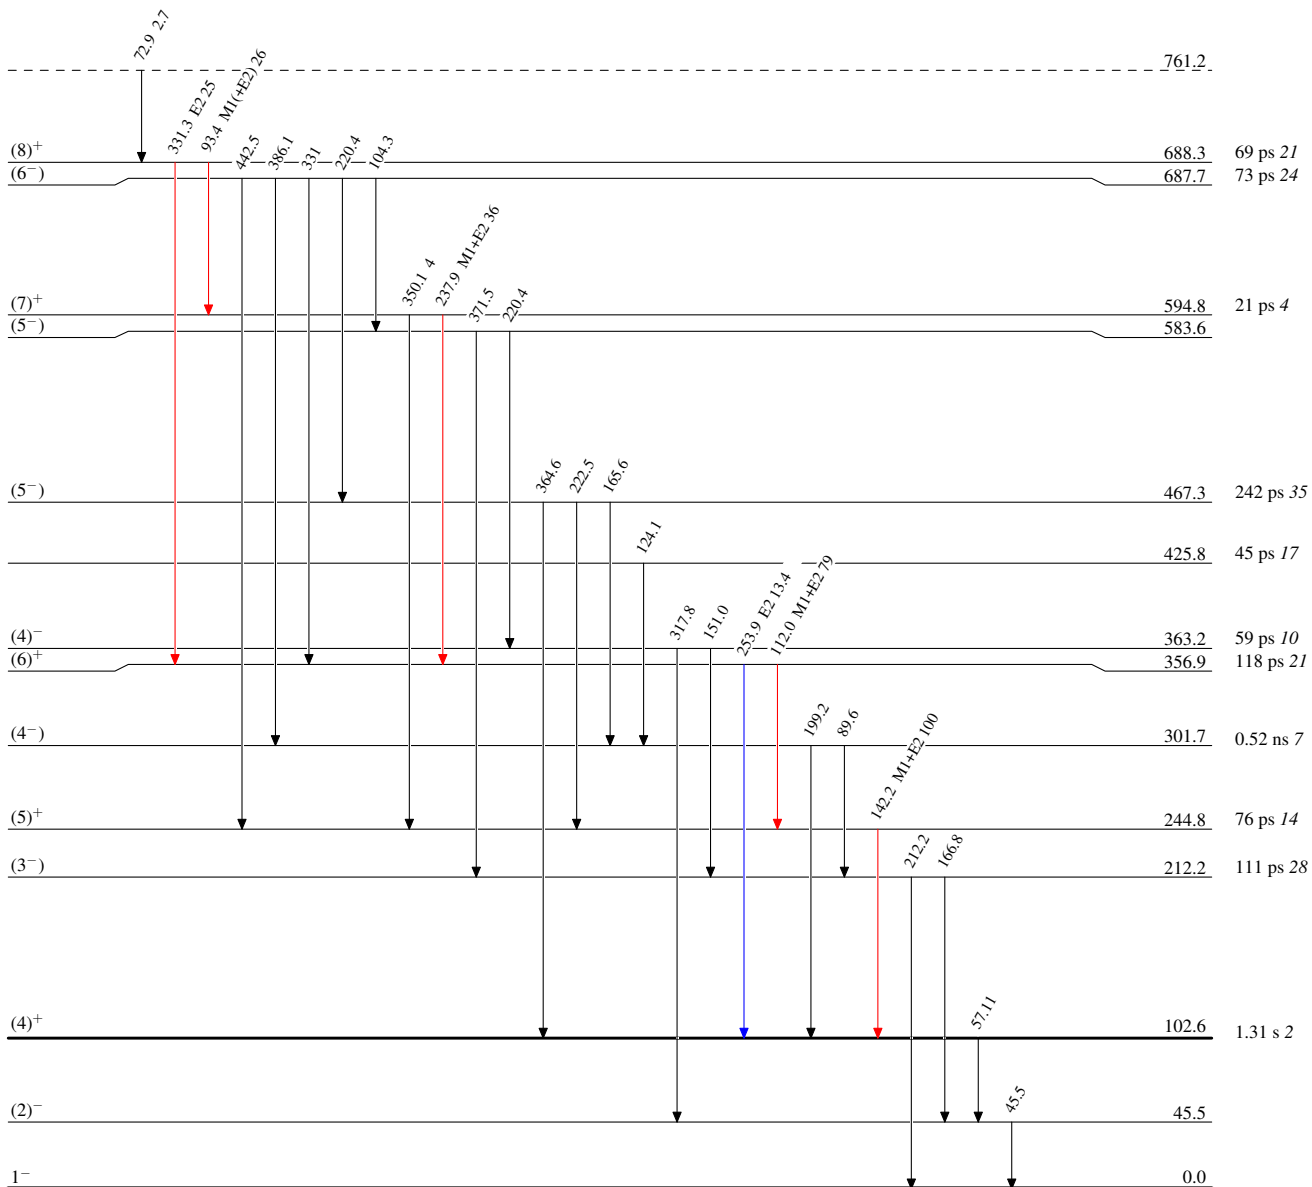 72.9 2.7
761.2
331.3 E2 25
93.4 M1(+E2) 26
442.5
386.1
331
220.4
104.3
(8)+ 688.3 69 ps 21
(6−) 687.7 73 ps 24
350.1 4
237.9 M1+E2 36
371.5
220.4
(7)+ 594.8 21 ps 4
(5−) 583.6
364.6
222.5
165.6
(5−) 467.3 242 ps 35
124.1
425.8 45 ps 17
317.8
151.0
253.9 E2 13.4
112.0 M1+E2 79
(4)− 363.2 59 ps 10
(6)+ 356.9 118 ps 21
199.2
89.6
(4−) 301.7 0.52 ns 7
142.2 M1+E2 100
(5)+ 244.8 76 ps 14
212.2
166.8
(3−) 212.2 111 ps 28
57.11
(4)+ 102.6 1.31 s 2
45.5
(2)− 45.5
1− 0.0